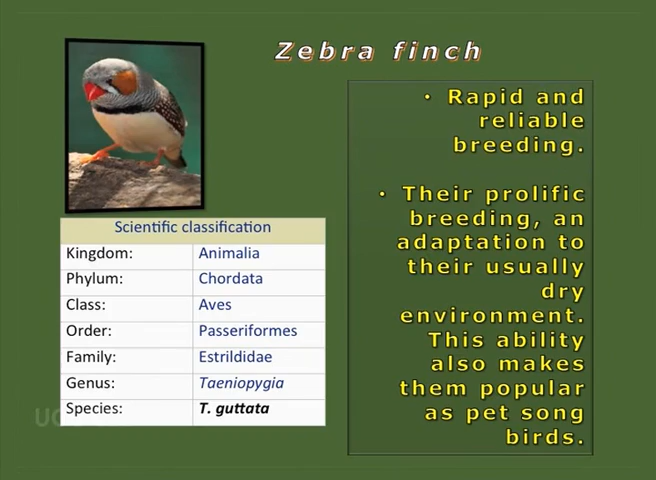 Zebra finch
Scientific classification
Kingdom: Animalia
Phylum: Chordata
Class: Aves
Order: Passeriformes
Family: Estrildidae
Genus: Taeniopygia
Species: T. guttata
• Rapid and
reliable
breeding.
• Their prolific
breeding, an
adaptation to
their usually
dry
environment.
This ability
also makes
them popular
as pet song
birds.